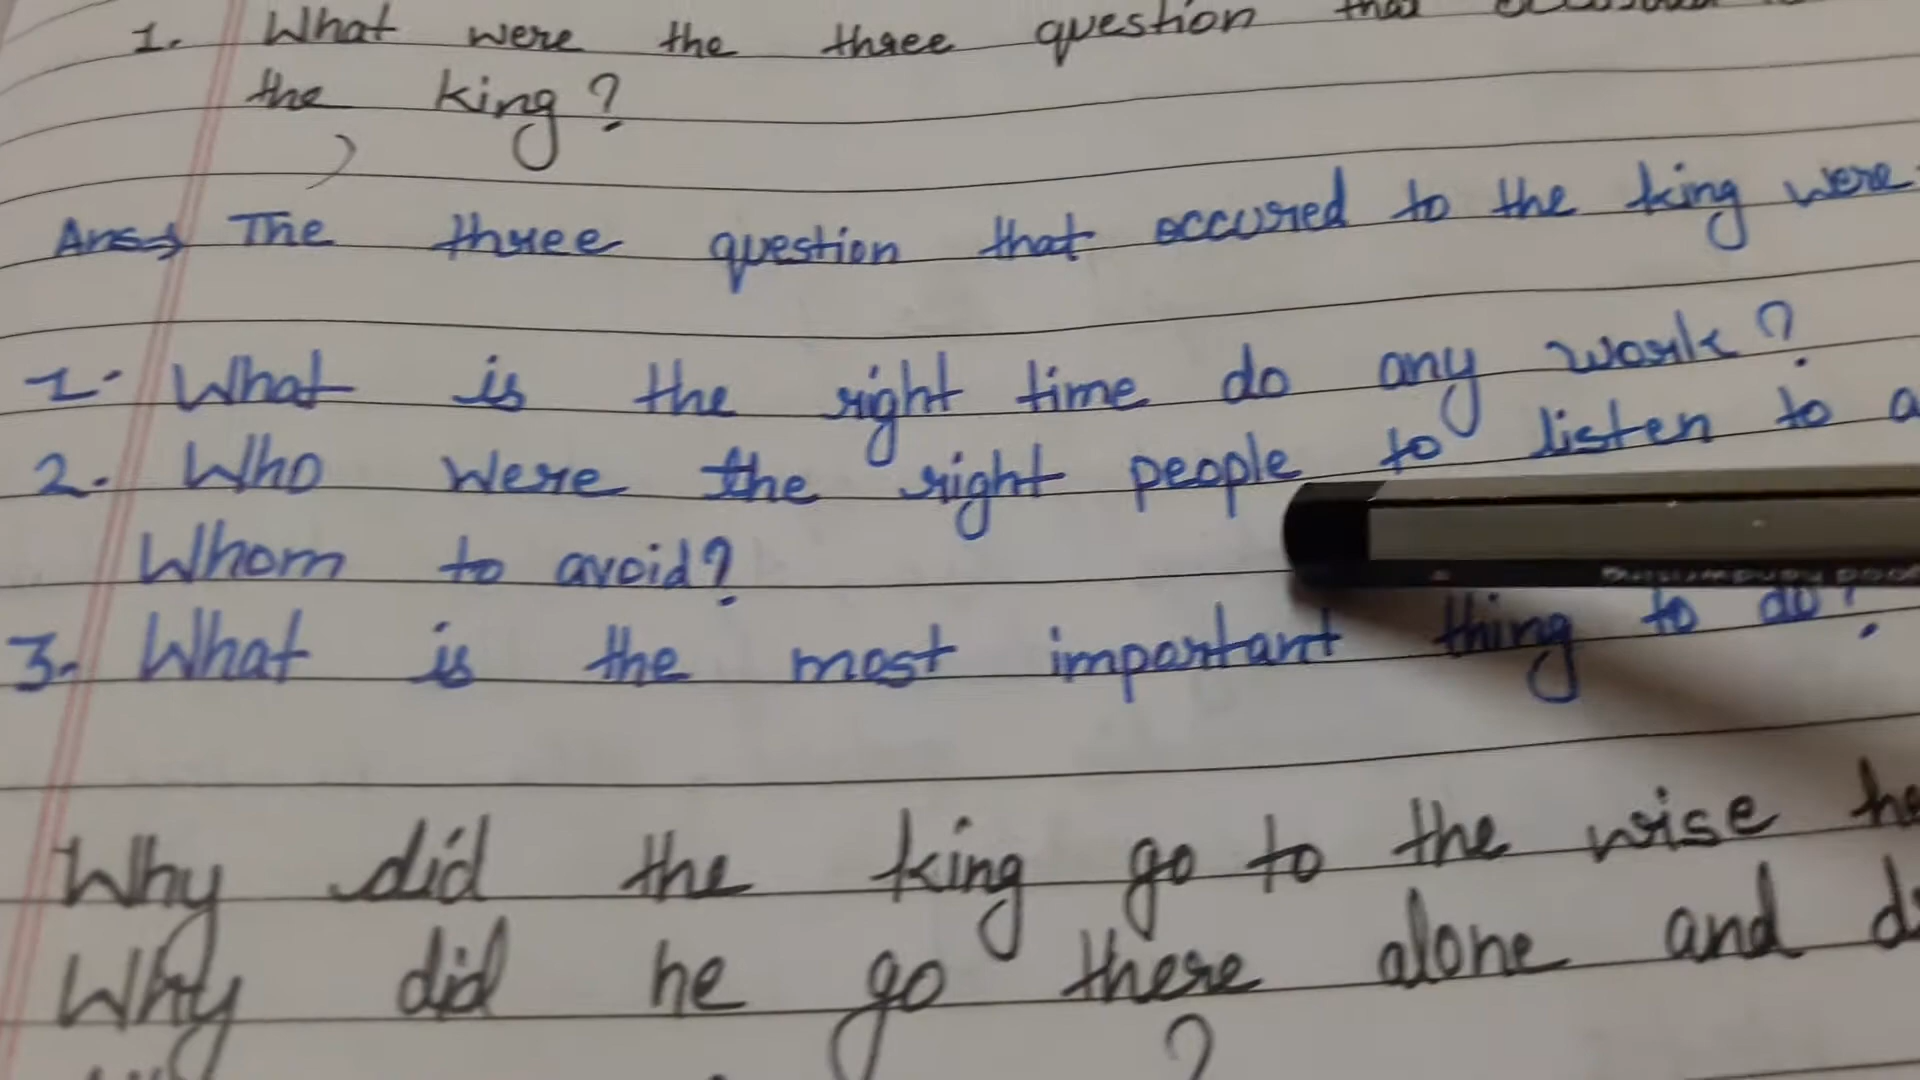 1. What were the three question that
the king?
Ans→ The three question that occured to the king were
1. What is the right time do any work?
2. Who were the right people to listen to
Whom to avoid?
3. What is the most important thing to do?
Why did the king go to the wise
Why did he go there alone and
?